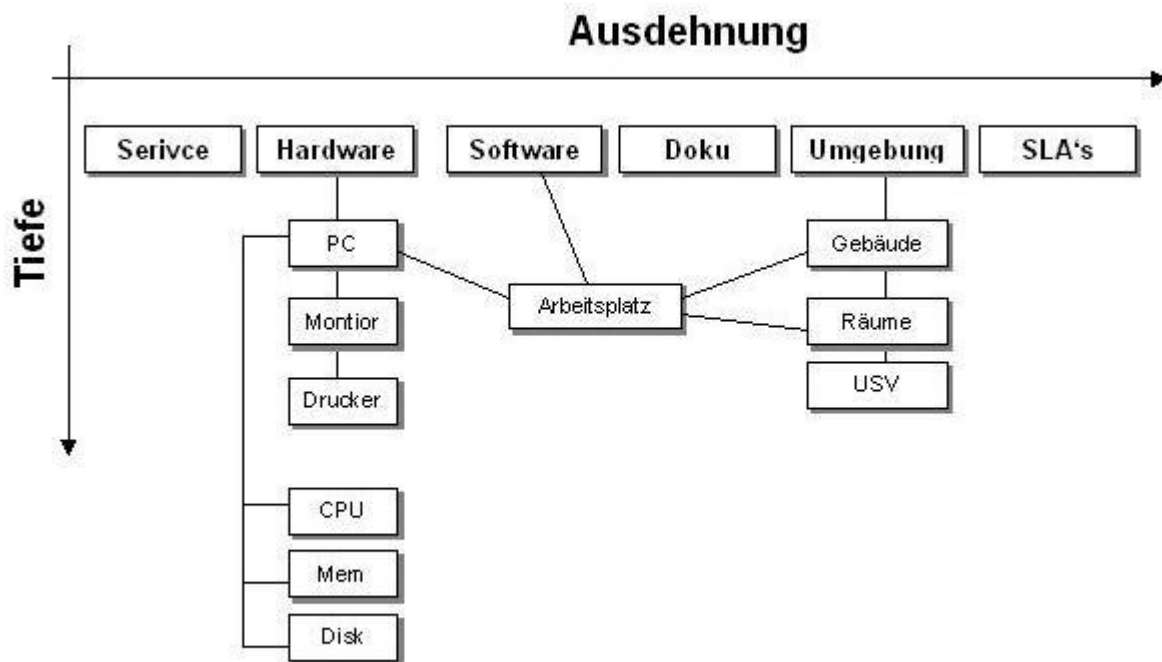 Ausdehnung
Tiefe
Serivce
Hardware
Software
Doku
Umgebung
SLA's
PC
Gebäude
Arbeitsplatz
Montior
Räume
Drucker
USV
CPU
Mem
Disk